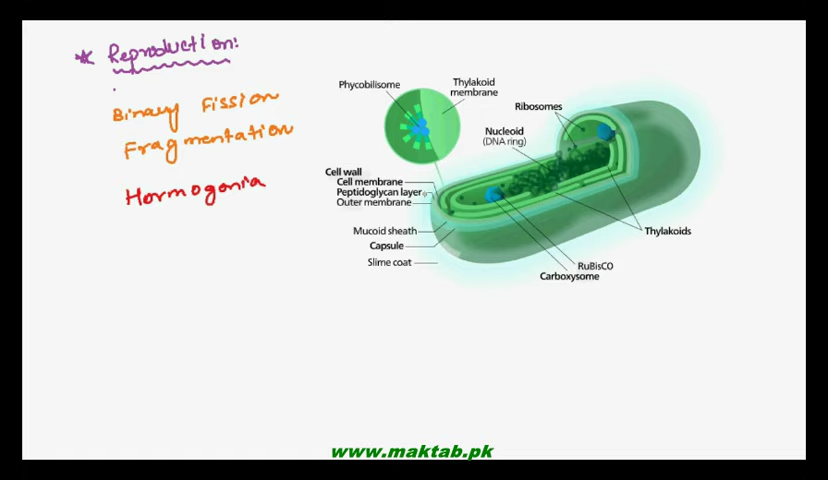 * Reproduction:
Binary Fission
Fragmentation
Hormogonia
Phycobilisome
Thylakoid
membrane
Ribosomes
Nucleoid
(DNA ring)
Cell wall
Cell membrane
Peptidoglycan layer
Outer membrane
Mucoid sheath
Capsule
Slime coat
Thylakoids
RuBisCO
Carboxysome
www.maktab.pk